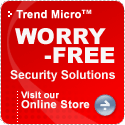 Trend Micro™
WORRY
-FREE
Security Solutions
Visit our
Online Store